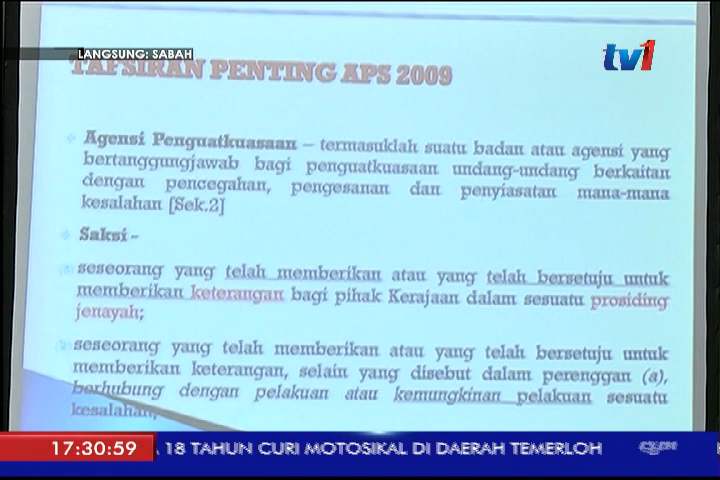 LANGSUNG: SABAH
tv1
TAFSIRAN PENTING APS 2009
Agensi Penguatkuasaan – termasuklah suatu badan atau agensi yang
bertanggungjawab bagi penguatkuasaan undang-undang berkaitan
dengan pencegahan, pengesanan dan penyiasatan mana-mana
kesalahan [Sek.2]
Saksi –
seseorang yang telah memberikan atau yang telah bersetuju untuk
memberikan keterangan bagi pihak Kerajaan dalam sesuatu prosiding
jenayah;
seseorang yang telah memberikan atau yang telah bersetuju untuk
memberikan keterangan, selain yang disebut dalam perenggan (a),
berhubung dengan pelakuan atau kemungkinan pelakuan sesuatu
kesalahan;
17:30:59 18 TAHUN CURI MOTOSIKAL DI DAERAH TEMERLOH